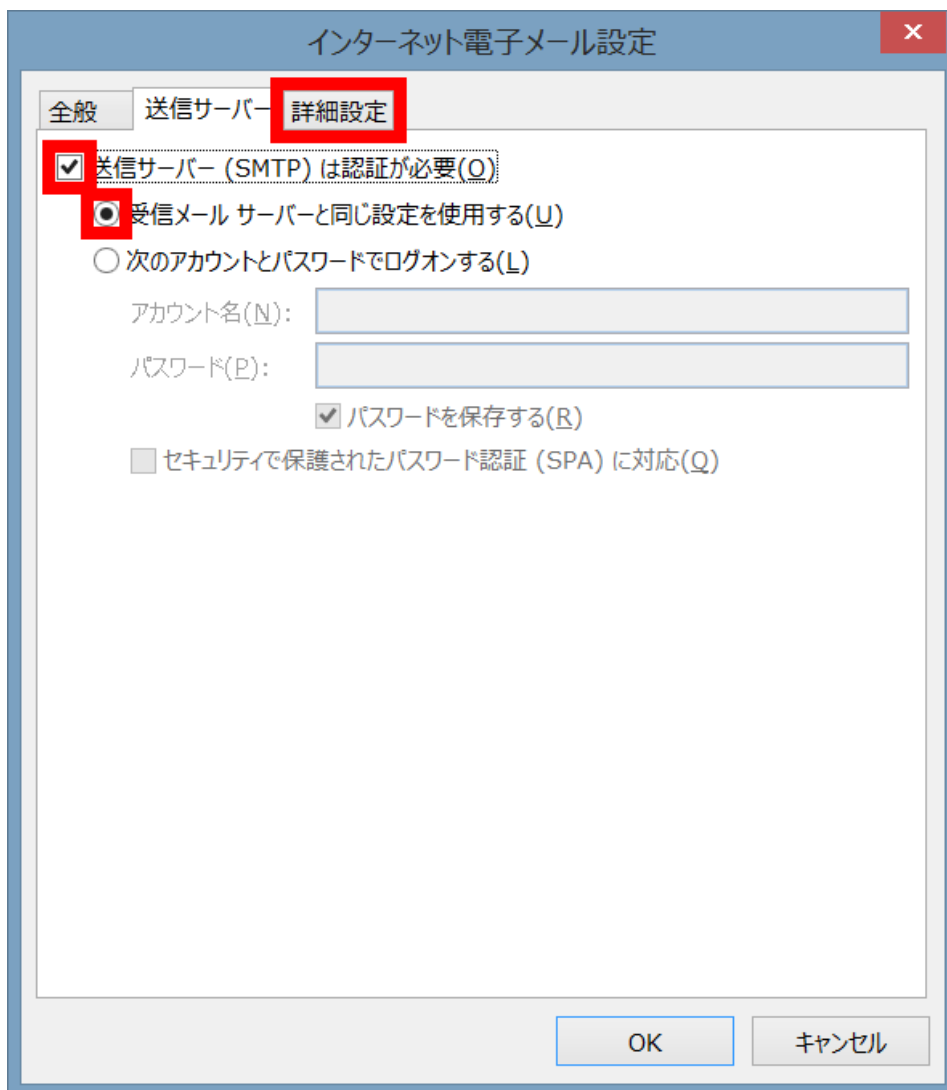 インターネット電子メール設定
全般 送信サーバー 詳細設定
送信サーバー (SMTP) は認証が必要(O)
受信メール サーバーと同じ設定を使用する(U)
次のアカウントとパスワードでログオンする(L)
アカウント名(N):
パスワード(P):
パスワードを保存する(R)
セキュリティで保護されたパスワード認証 (SPA) に対応(Q)
OK キャンセル